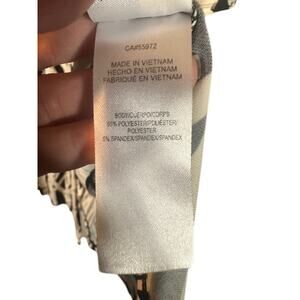 CA#55972
MADE IN VIETNAM
HECHO EN VIETNAM
FABRIQUÉ EN VIETNAM
BODY/CUERPO/CORPS
95% POLYESTER/POLIÉSTER/
POLYESTER
5% SPANDEX/SPANDEX/SPANDEX